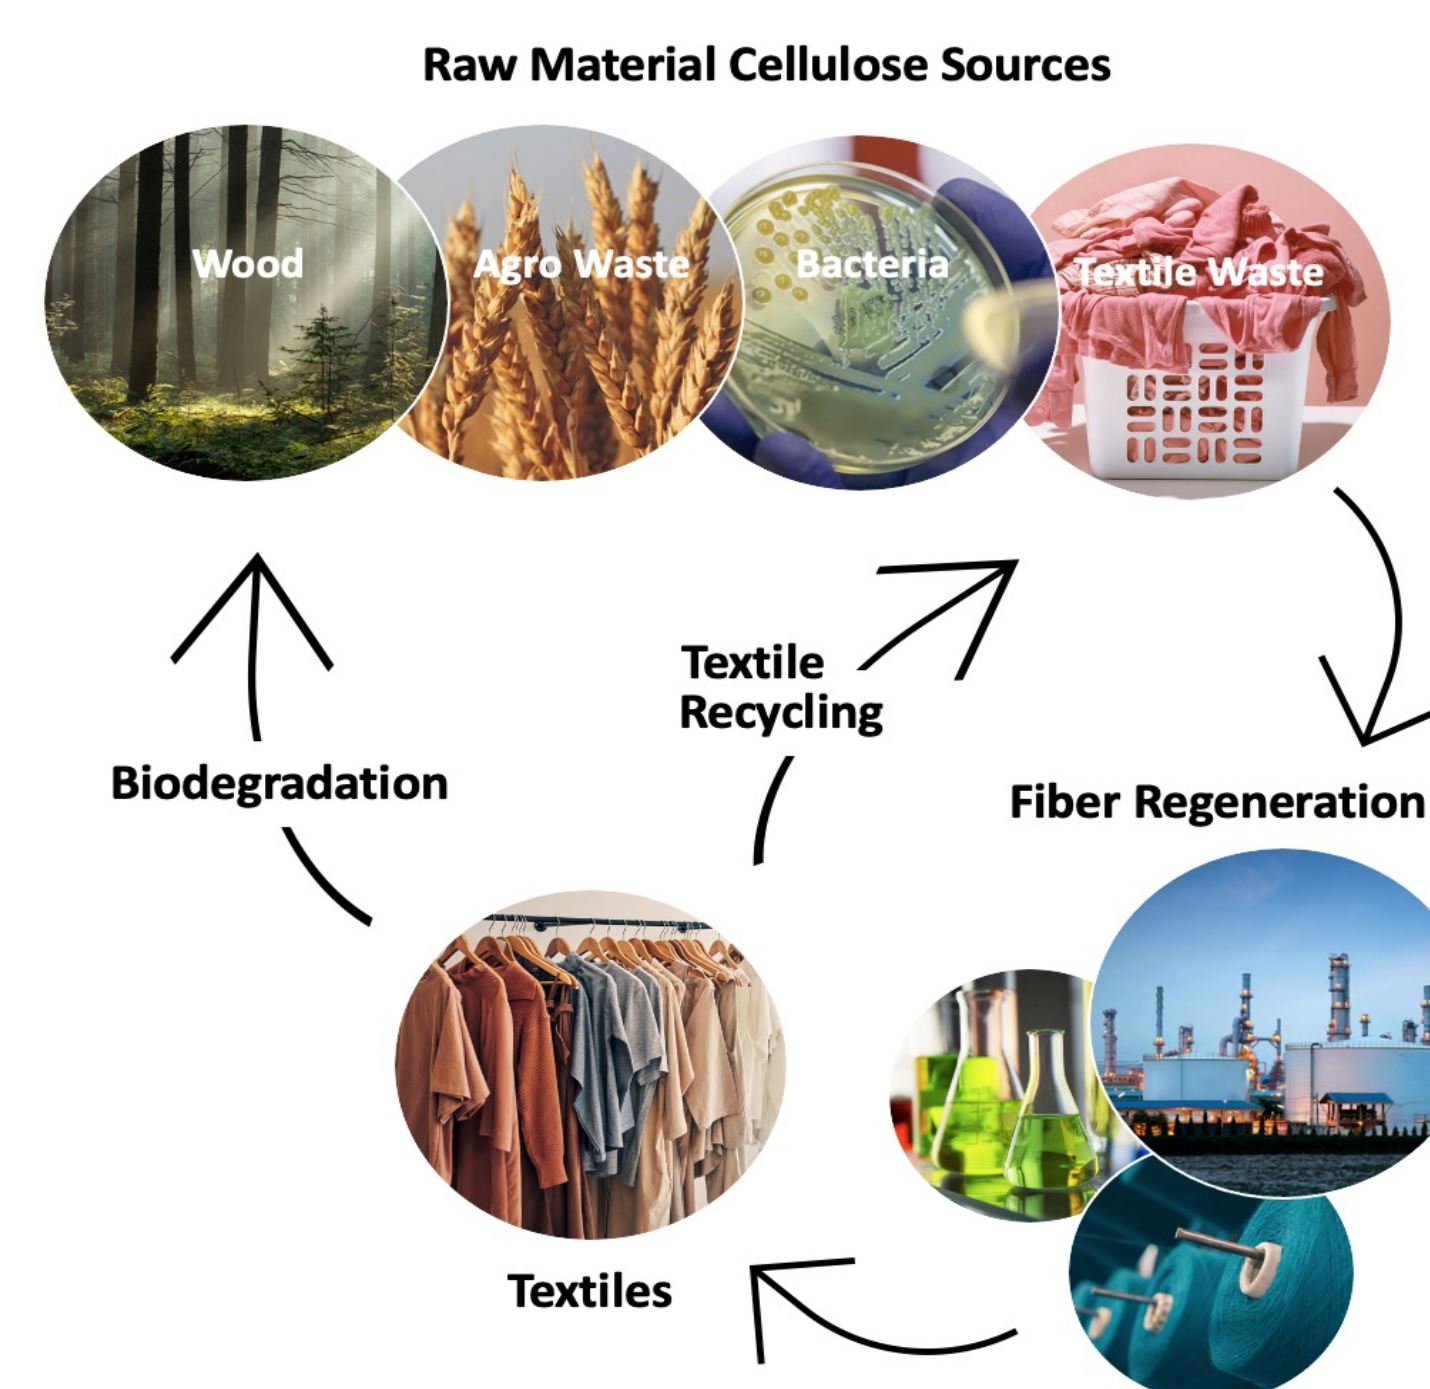 Raw Material Cellulose Sources
Wood
Agro Waste
Bacteria
Textile Waste
Textile
Recycling
Biodegradation
Fiber Regeneration
Textiles